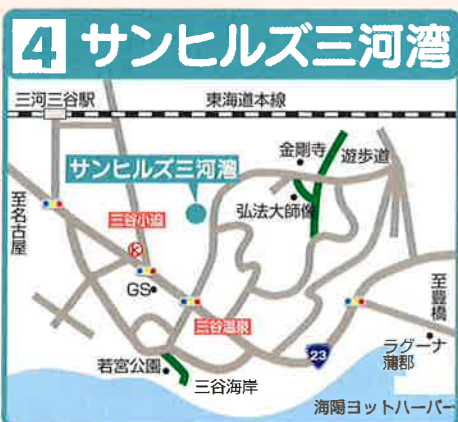 4 サンヒルズ三河湾
三河三谷駅
東海道本線
金剛寺
遊歩道
サンヒルズ三河湾
弘法大師像
至名古屋
三谷小迫
GS
三谷温泉
至豊橋
23
ラグーナ
蒲郡
若宮公園
三谷海岸
海陽ヨットハーバー